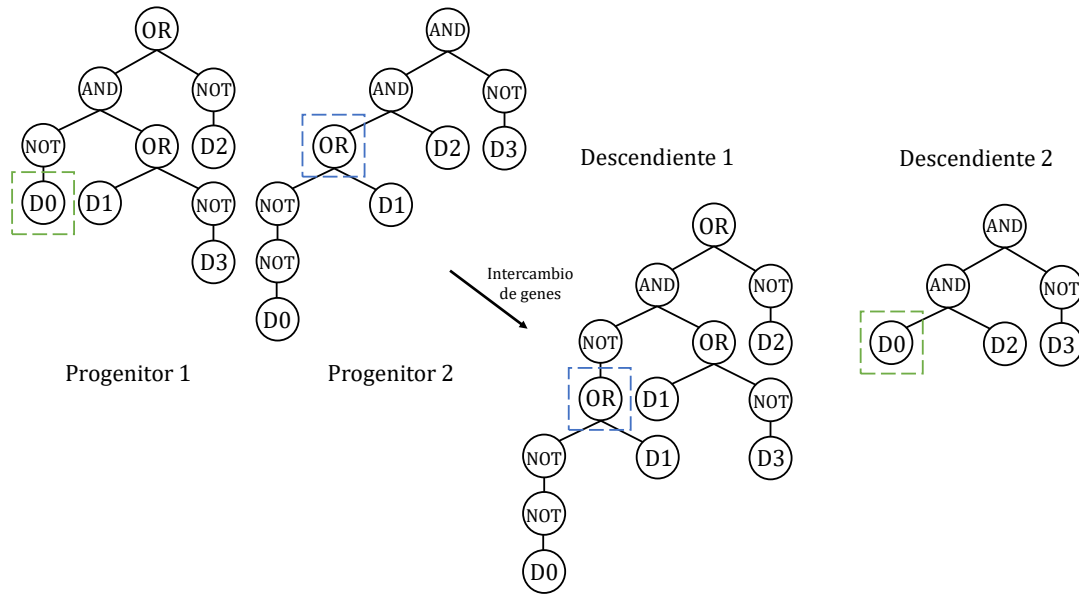 OR
AND
NOT
NOT
OR
D2
D0
D1
NOT
D3
Progenitor 1
AND
AND
NOT
OR
D2
D3
NOT
D1
NOT
D0
Progenitor 2
Intercambio
de genes
Descendiente 1
OR
AND
NOT
NOT
OR
D2
OR
D1
NOT
NOT
D1
D3
NOT
D0
Descendiente 2
AND
AND
NOT
D0
D2
D3